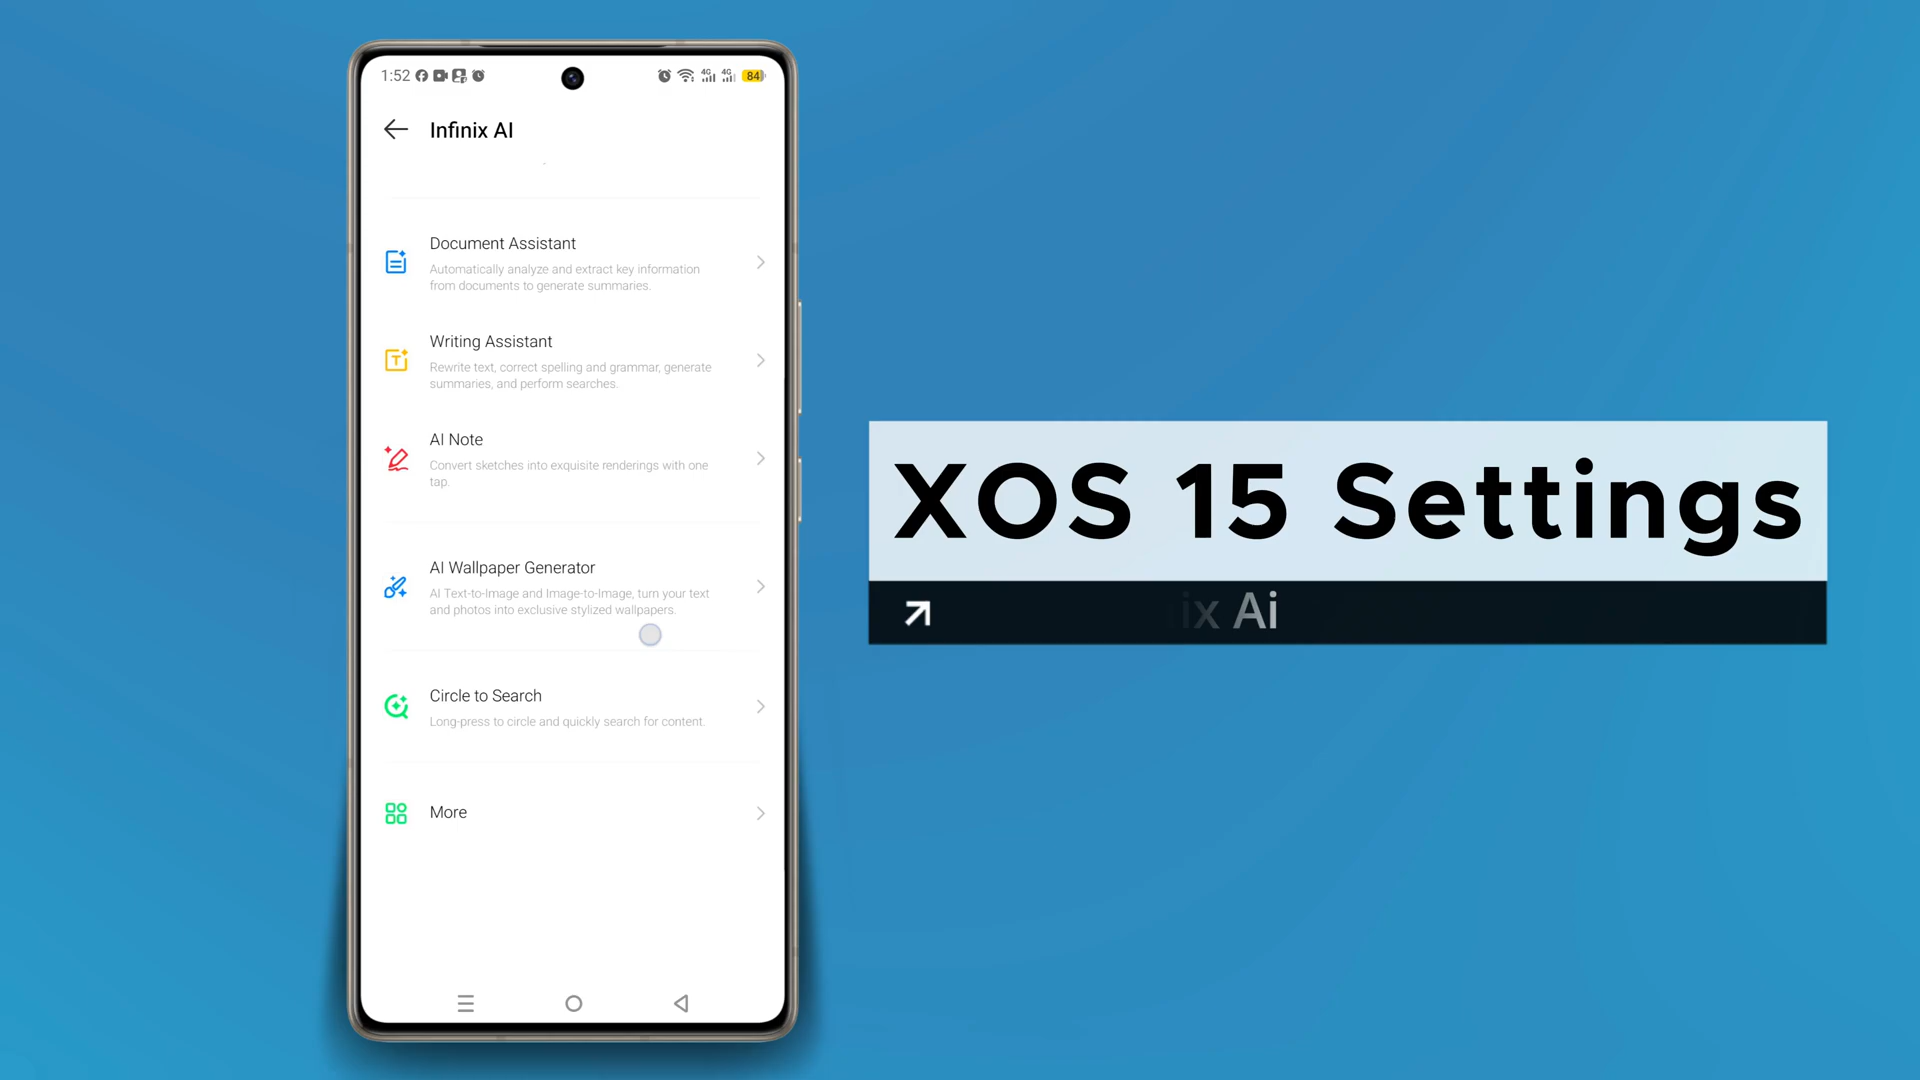 1:52
4G
4G
84
Infinix AI
Document Assistant
Automatically analyze and extract key information
from documents to generate summaries.
Writing Assistant
Rewrite text, correct spelling and grammar, generate
summaries, and perform searches.
AI Note
Convert sketches into exquisite renderings with one
tap.
AI Wallpaper Generator
AI Text-to-Image and Image-to-Image, turn your text
and photos into exclusive stylized wallpapers.
Circle to Search
Long-press to circle and quickly search for content.
More
XOS 15 Settings
ix Ai